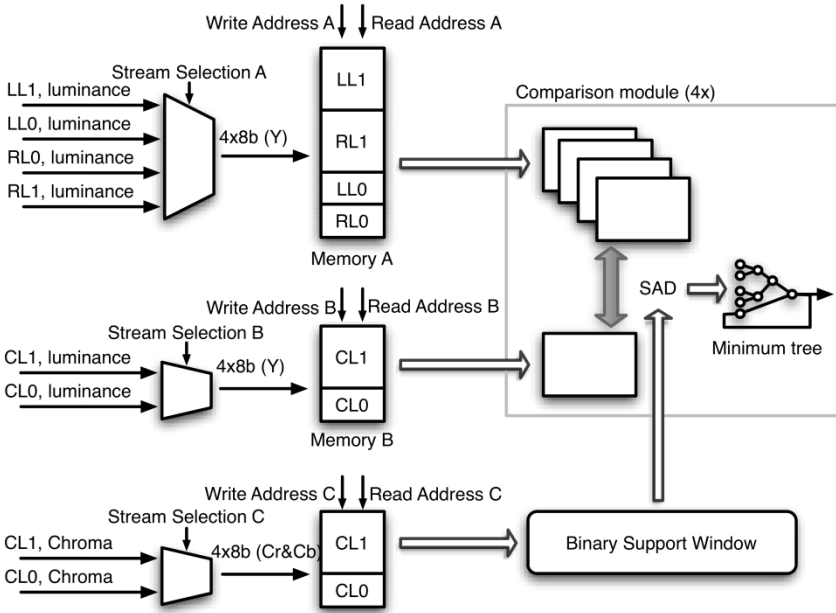 Write Address A
Read Address A
Stream Selection A
LL1, luminance
LL0, luminance
RL0, luminance
RL1, luminance
4x8b (Y)
LL1
RL1
LL0
RL0
Memory A
Comparison module (4x)
SAD
Minimum tree
Write Address B
Read Address B
Stream Selection B
CL1, luminance
CL0, luminance
4x8b (Y)
CL1
CL0
Memory B
Write Address C
Read Address C
Stream Selection C
CL1, Chroma
CL0, Chroma
4x8b (Cr&Cb)
CL1
CL0
Binary Support Window